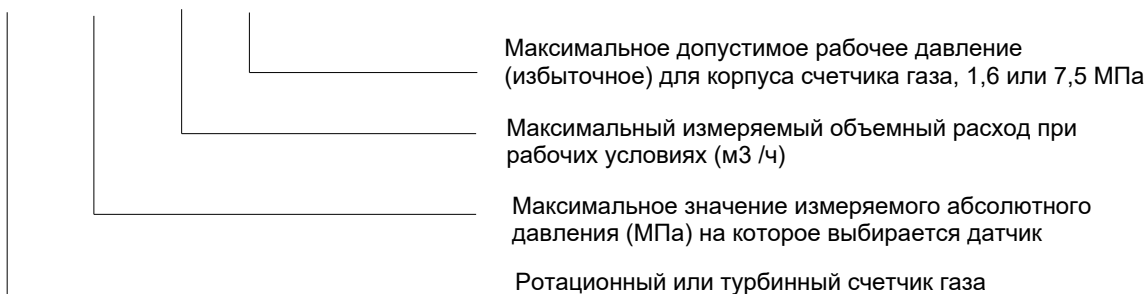 Максимальное допустимое рабочее давление
(избыточное) для корпуса счетчика газа, 1,6 или 7,5 МПа
Максимальный измеряемый объемный расход при
рабочих условиях (м3 /ч)
Максимальное значение измеряемого абсолютного
давления (МПа) на которое выбирается датчик
Ротационный или турбинный счетчик газа